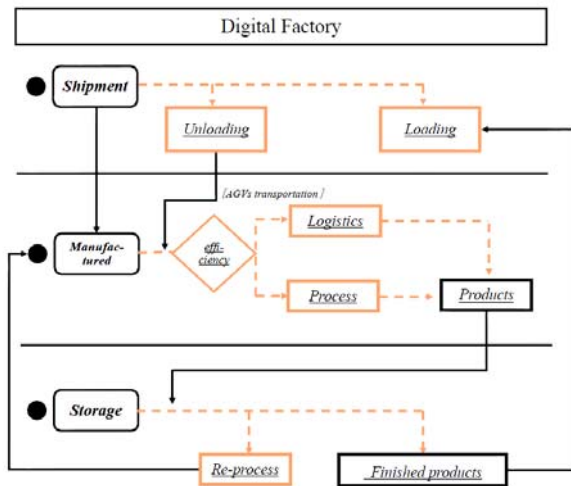 Digital Factory
Shipment
Unloading
Loading
[AGVs transportation ]
Manufac-
tured
effi-
ciency
Logistics
Process
Products
Storage
Re-process
Finished products